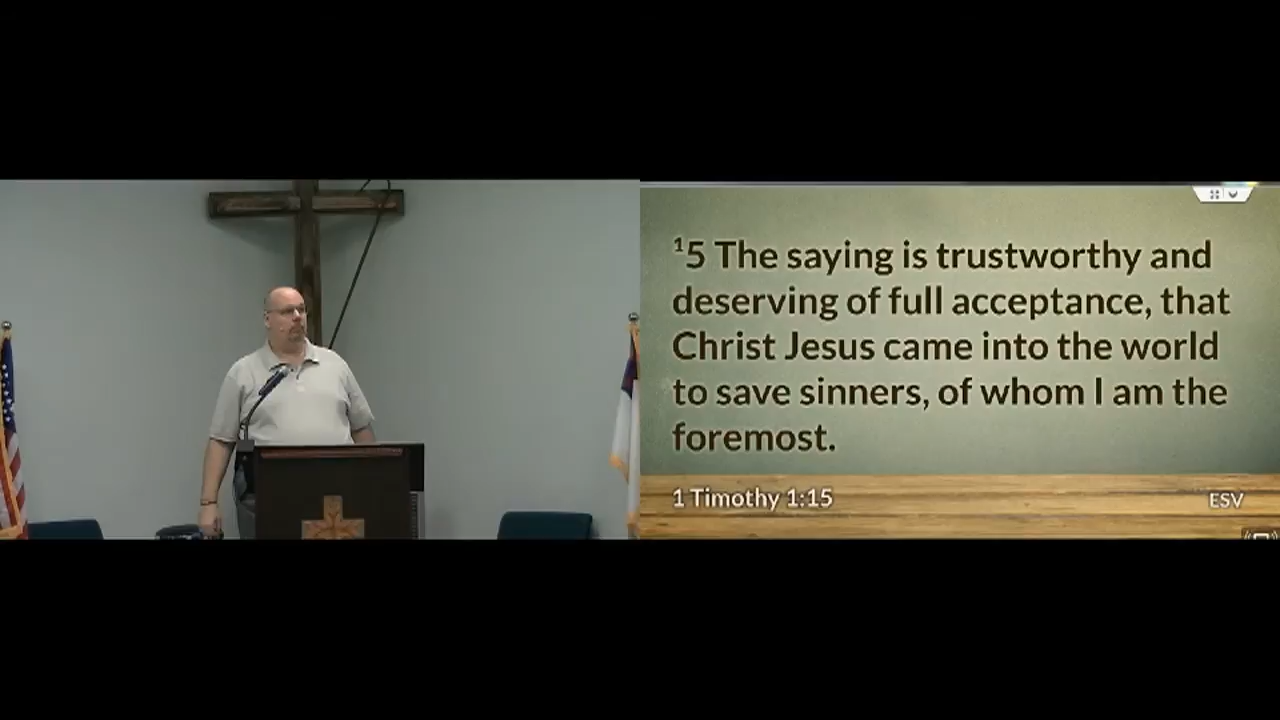 ¹5 The saying is trustworthy and
deserving of full acceptance, that
Christ Jesus came into the world
to save sinners, of whom I am the
foremost.
1 Timothy 1:15
ESV